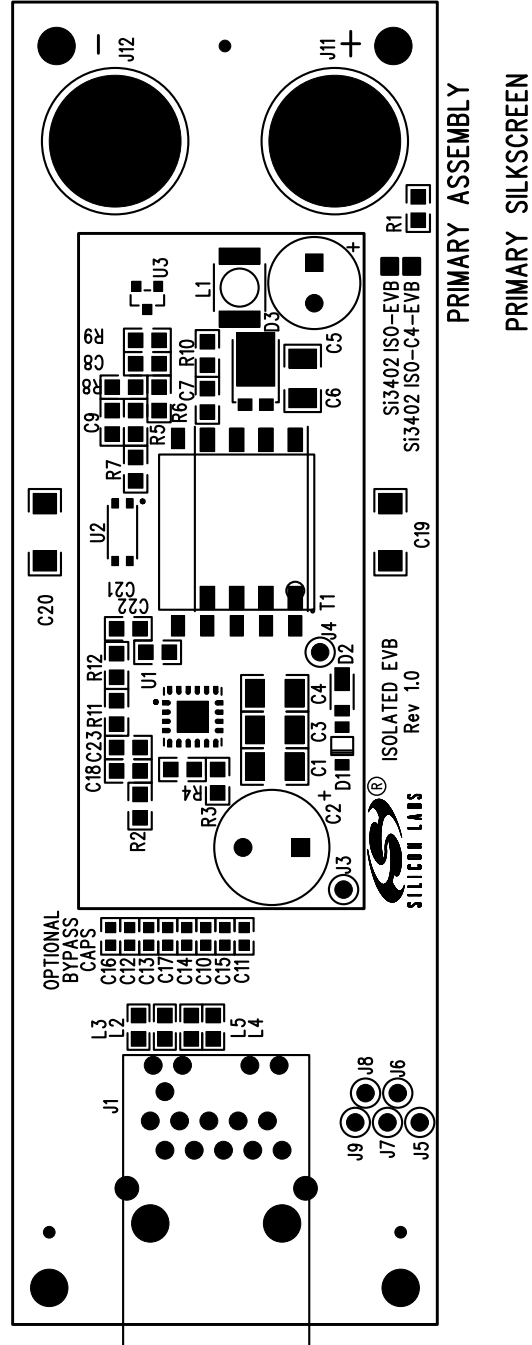 J12
-
J11
+
PRIMARY ASSEMBLY
PRIMARY SILKSCREEN
R1
U3
L1
+
C5
D3
R9
C8
R10
R8
C7
C6
Si3402 ISO-EVB
Si3402 ISO-C4-EVB
C9
R6
R5
R7
U2
C20
C19
C21
C22
T1
J4
U1
R12
D2
R11
C4
C3
C1
D1
ISOLATED EVB
Rev 1.0
C23
C18
R4
R3
R2
+
C2
®
SILICON LABS
J3
OPTIONAL
BYPASS
CAPS
C16
C12
C13
C17
C14
C10
C15
C11
L3
L2
L5
L4
J1
J8
J6
J9
J7
J5